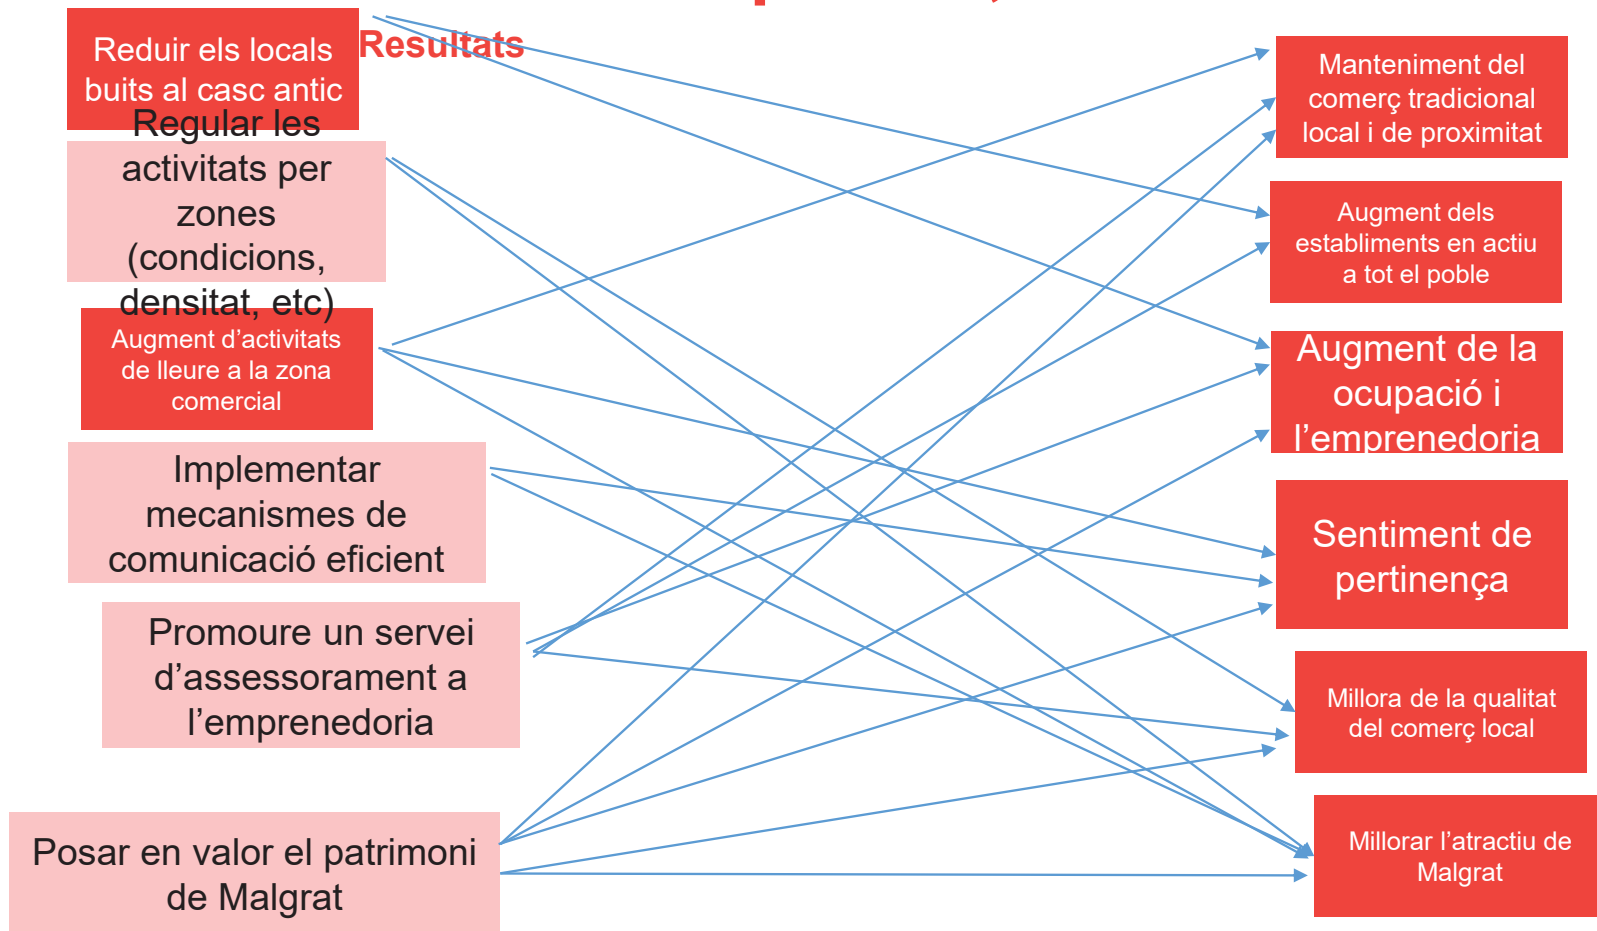 Reduir els locals
buits al casc antic
Resultats
Regular les
activitats per
zones
(condicions,
densitat, etc)
Augment d’activitats
de lleure a la zona
comercial
Implementar
mecanismes de
comunicació eficient
Promoure un servei
d’assessorament a
l’emprenedoria
Posar en valor el patrimoni
de Malgrat
Manteniment del
comerç tradicional
local i de proximitat
Augment dels
establiments en actiu
a tot el poble
Augment de la
ocupació i
l’emprenedoria
Sentiment de
pertinença
Millora de la qualitat
del comerç local
Millorar l’atractiu de
Malgrat